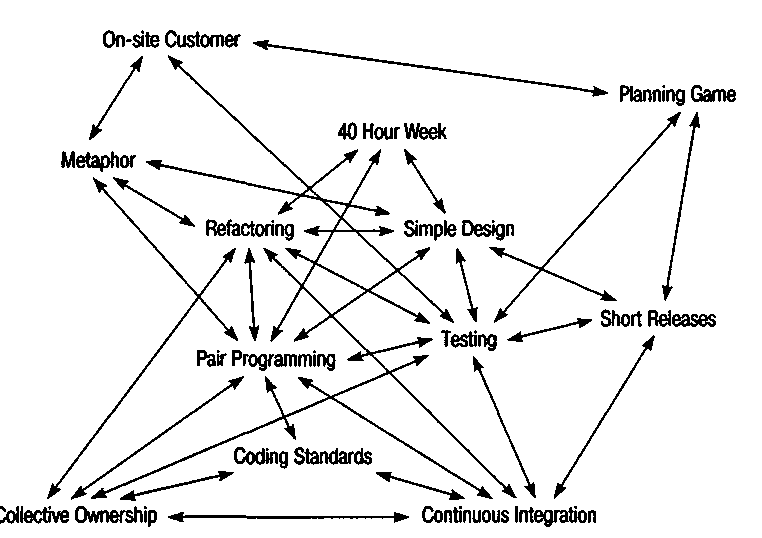 On-site Customer
Planning Game
40 Hour Week
Metaphor
Refactoring
Simple Design
Short Releases
Testing
Pair Programming
Coding Standards
Collective Ownership
Continuous Integration